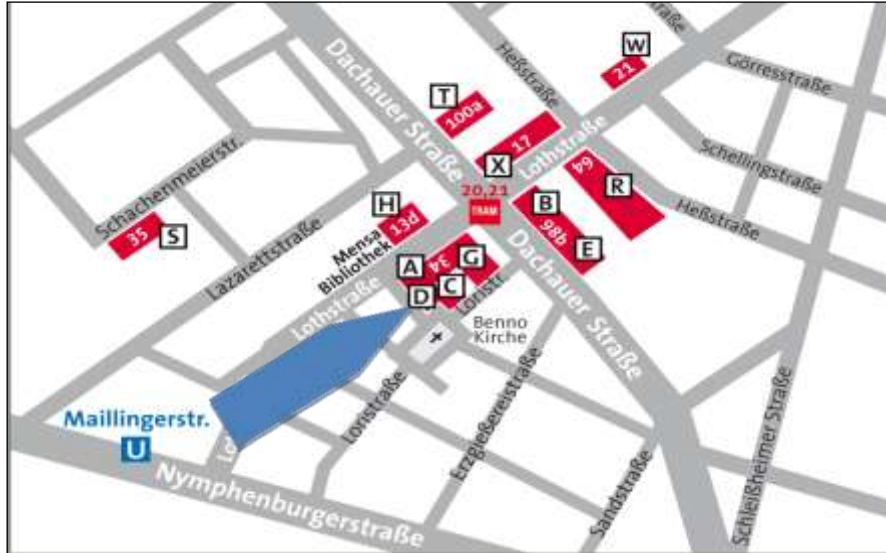 W
21
Görresstraße
Dachauer Straße
T
100a
Heßstraße
17
X
Lothstraße
Schellingstraße
64
R
Heßstraße
20,21
TRAM
B
98b
E
Schachenmeierstr.
35
S
H
13d
Mensa
Bibliothek
Lazarettstraße
A
34
G
D
C
Loristr.
Lothstraße
Dachauer Straße
Benno
Kirche
Maillingerstr.
U
Loristraße
Erzgießereistraße
Sandstraße
Schleißheimer Straße
Nymphenburgerstraße